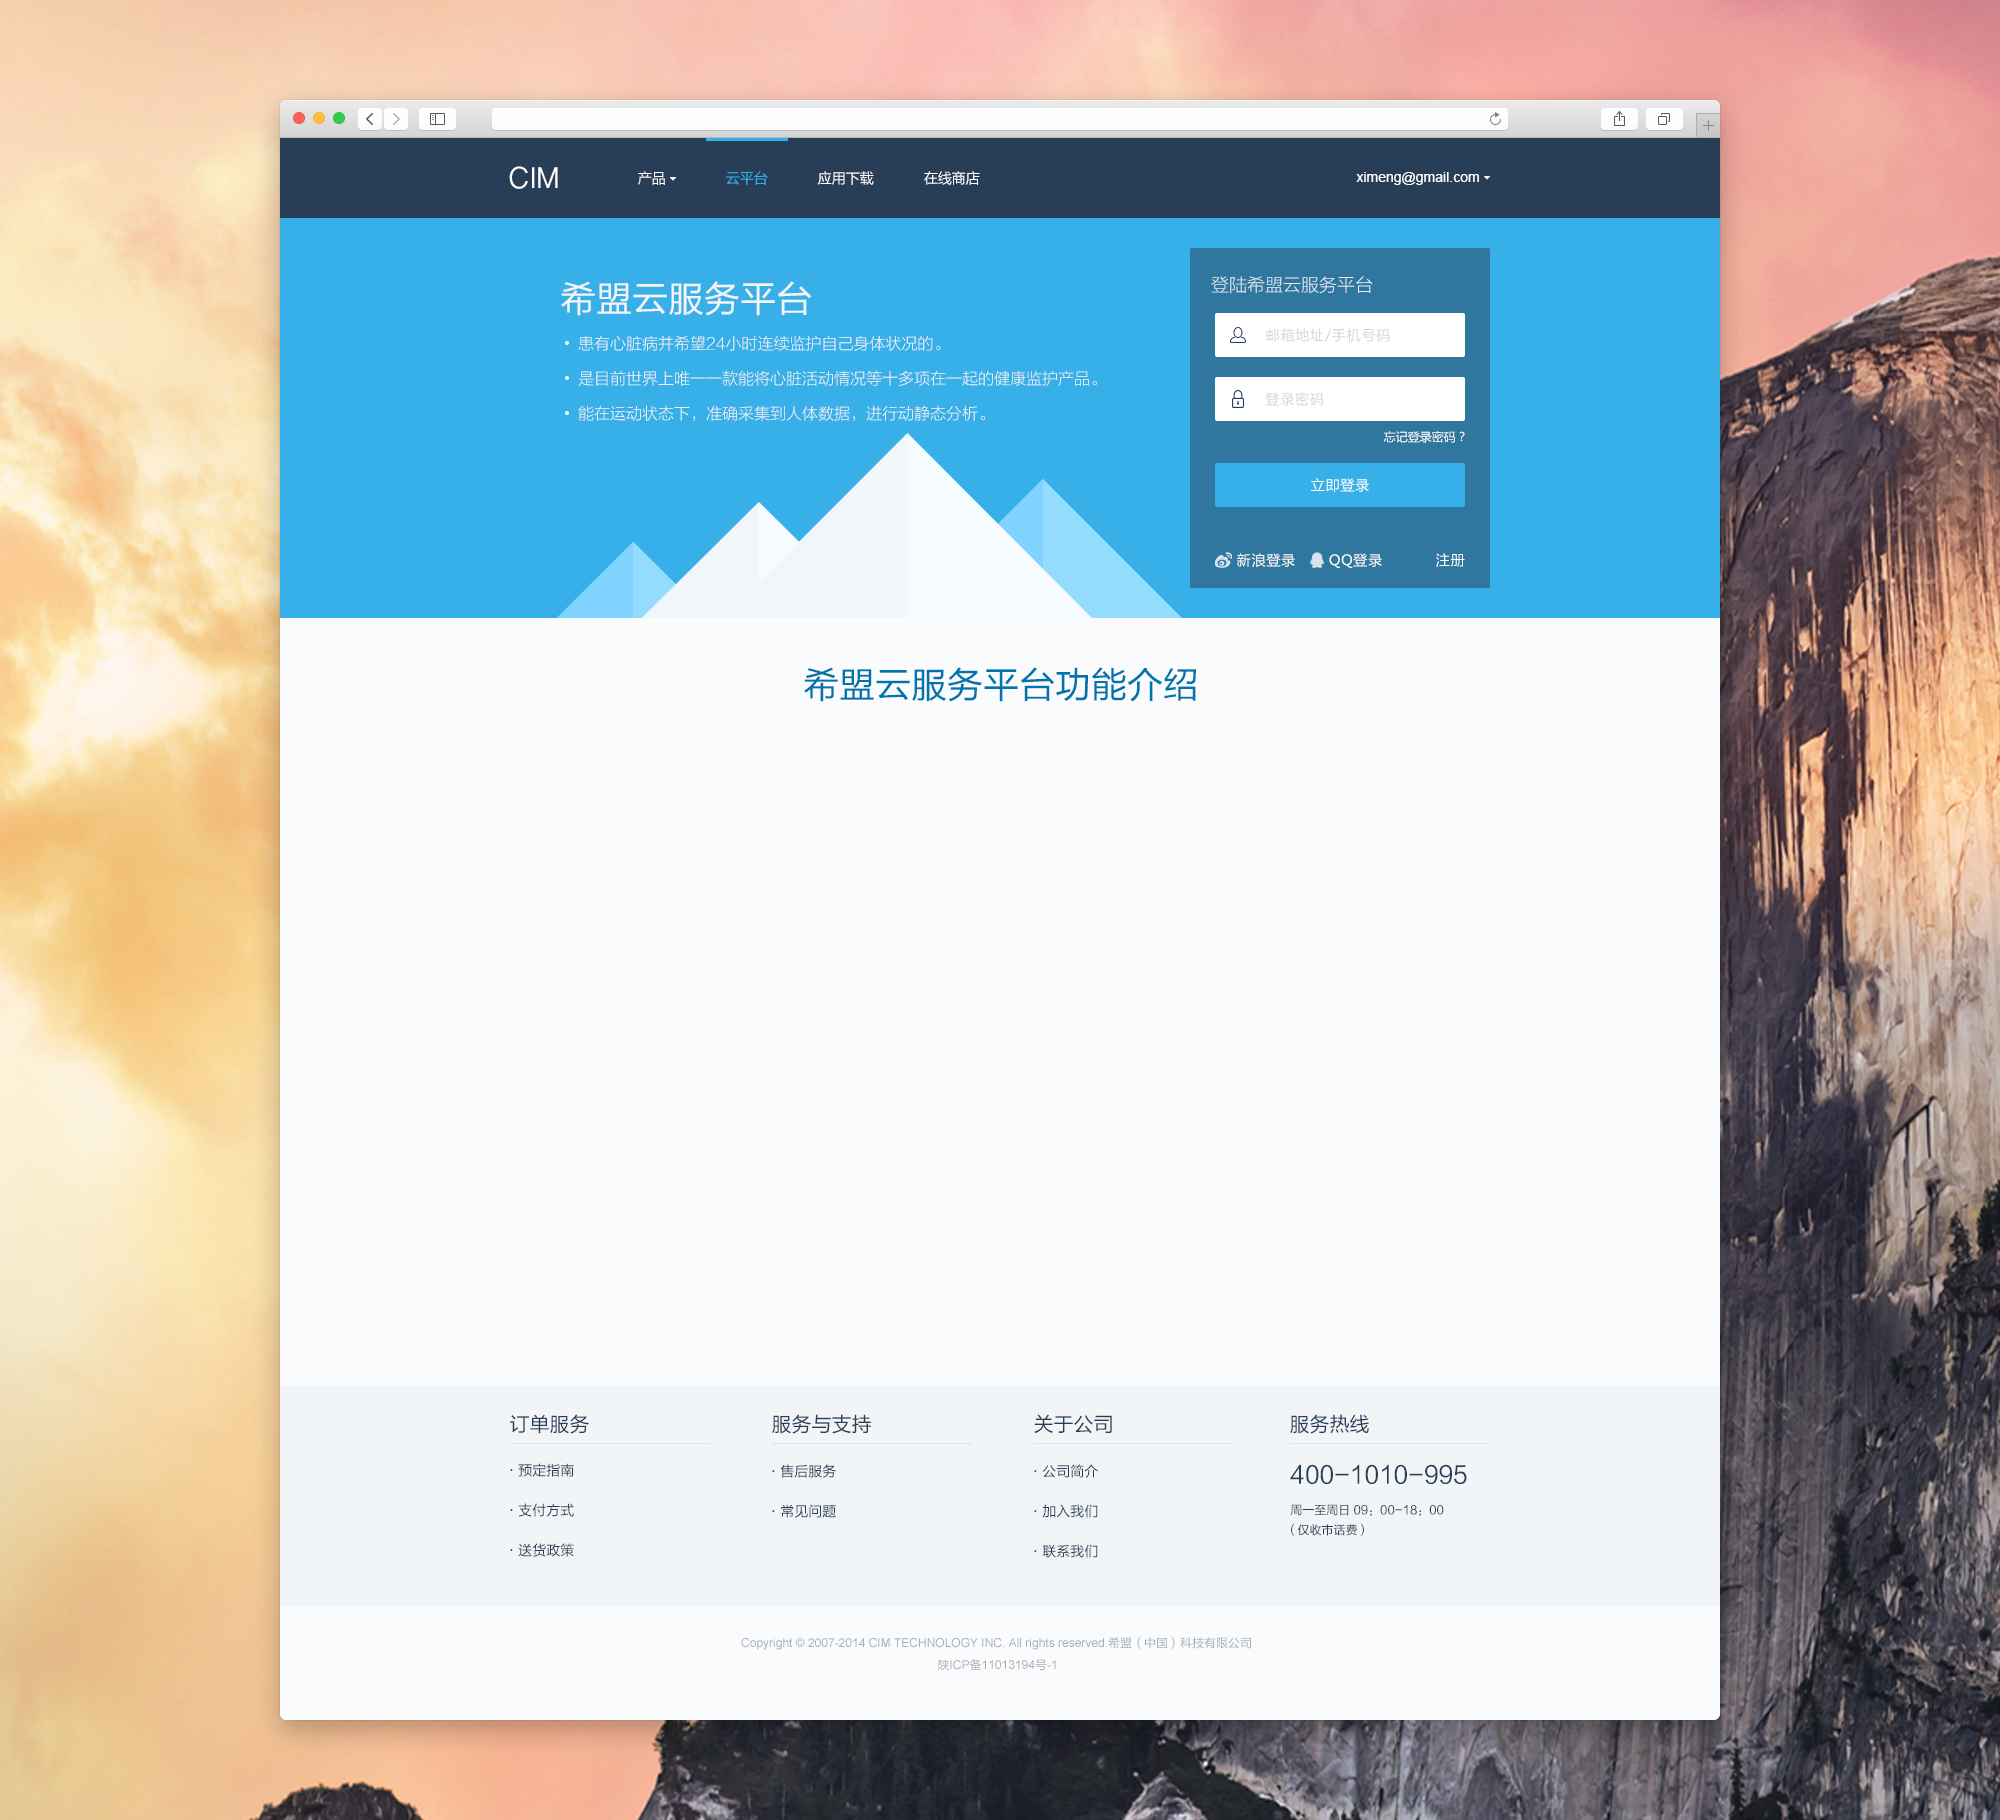 CIM
产品
云平台
应用下载
在线商店
ximeng@gmail.com
希盟云服务平台
• 患有心脏病并希望24小时连续监护自己身体状况的。
• 是目前世界上唯一一款能将心脏活动情况等十多项在一起的健康监护产品。
• 能在运动状态下，准确采集到人体数据，进行动静态分析。
登陆希盟云服务平台
邮箱地址/手机号码
登录密码
忘记登录密码？
立即登录
新浪登录
QQ登录
注册
希盟云服务平台功能介绍
订单服务
· 预定指南
· 支付方式
· 送货政策
服务与支持
· 售后服务
· 常见问题
关于公司
· 公司简介
· 加入我们
· 联系我们
服务热线
400-1010-995
周一至周日 09：00-18：00
（仅收市话费）
Copyright © 2007-2014 CIM TECHNOLOGY INC. All rights reserved.希盟（中国）科技有限公司
陕ICP备11013194号-1